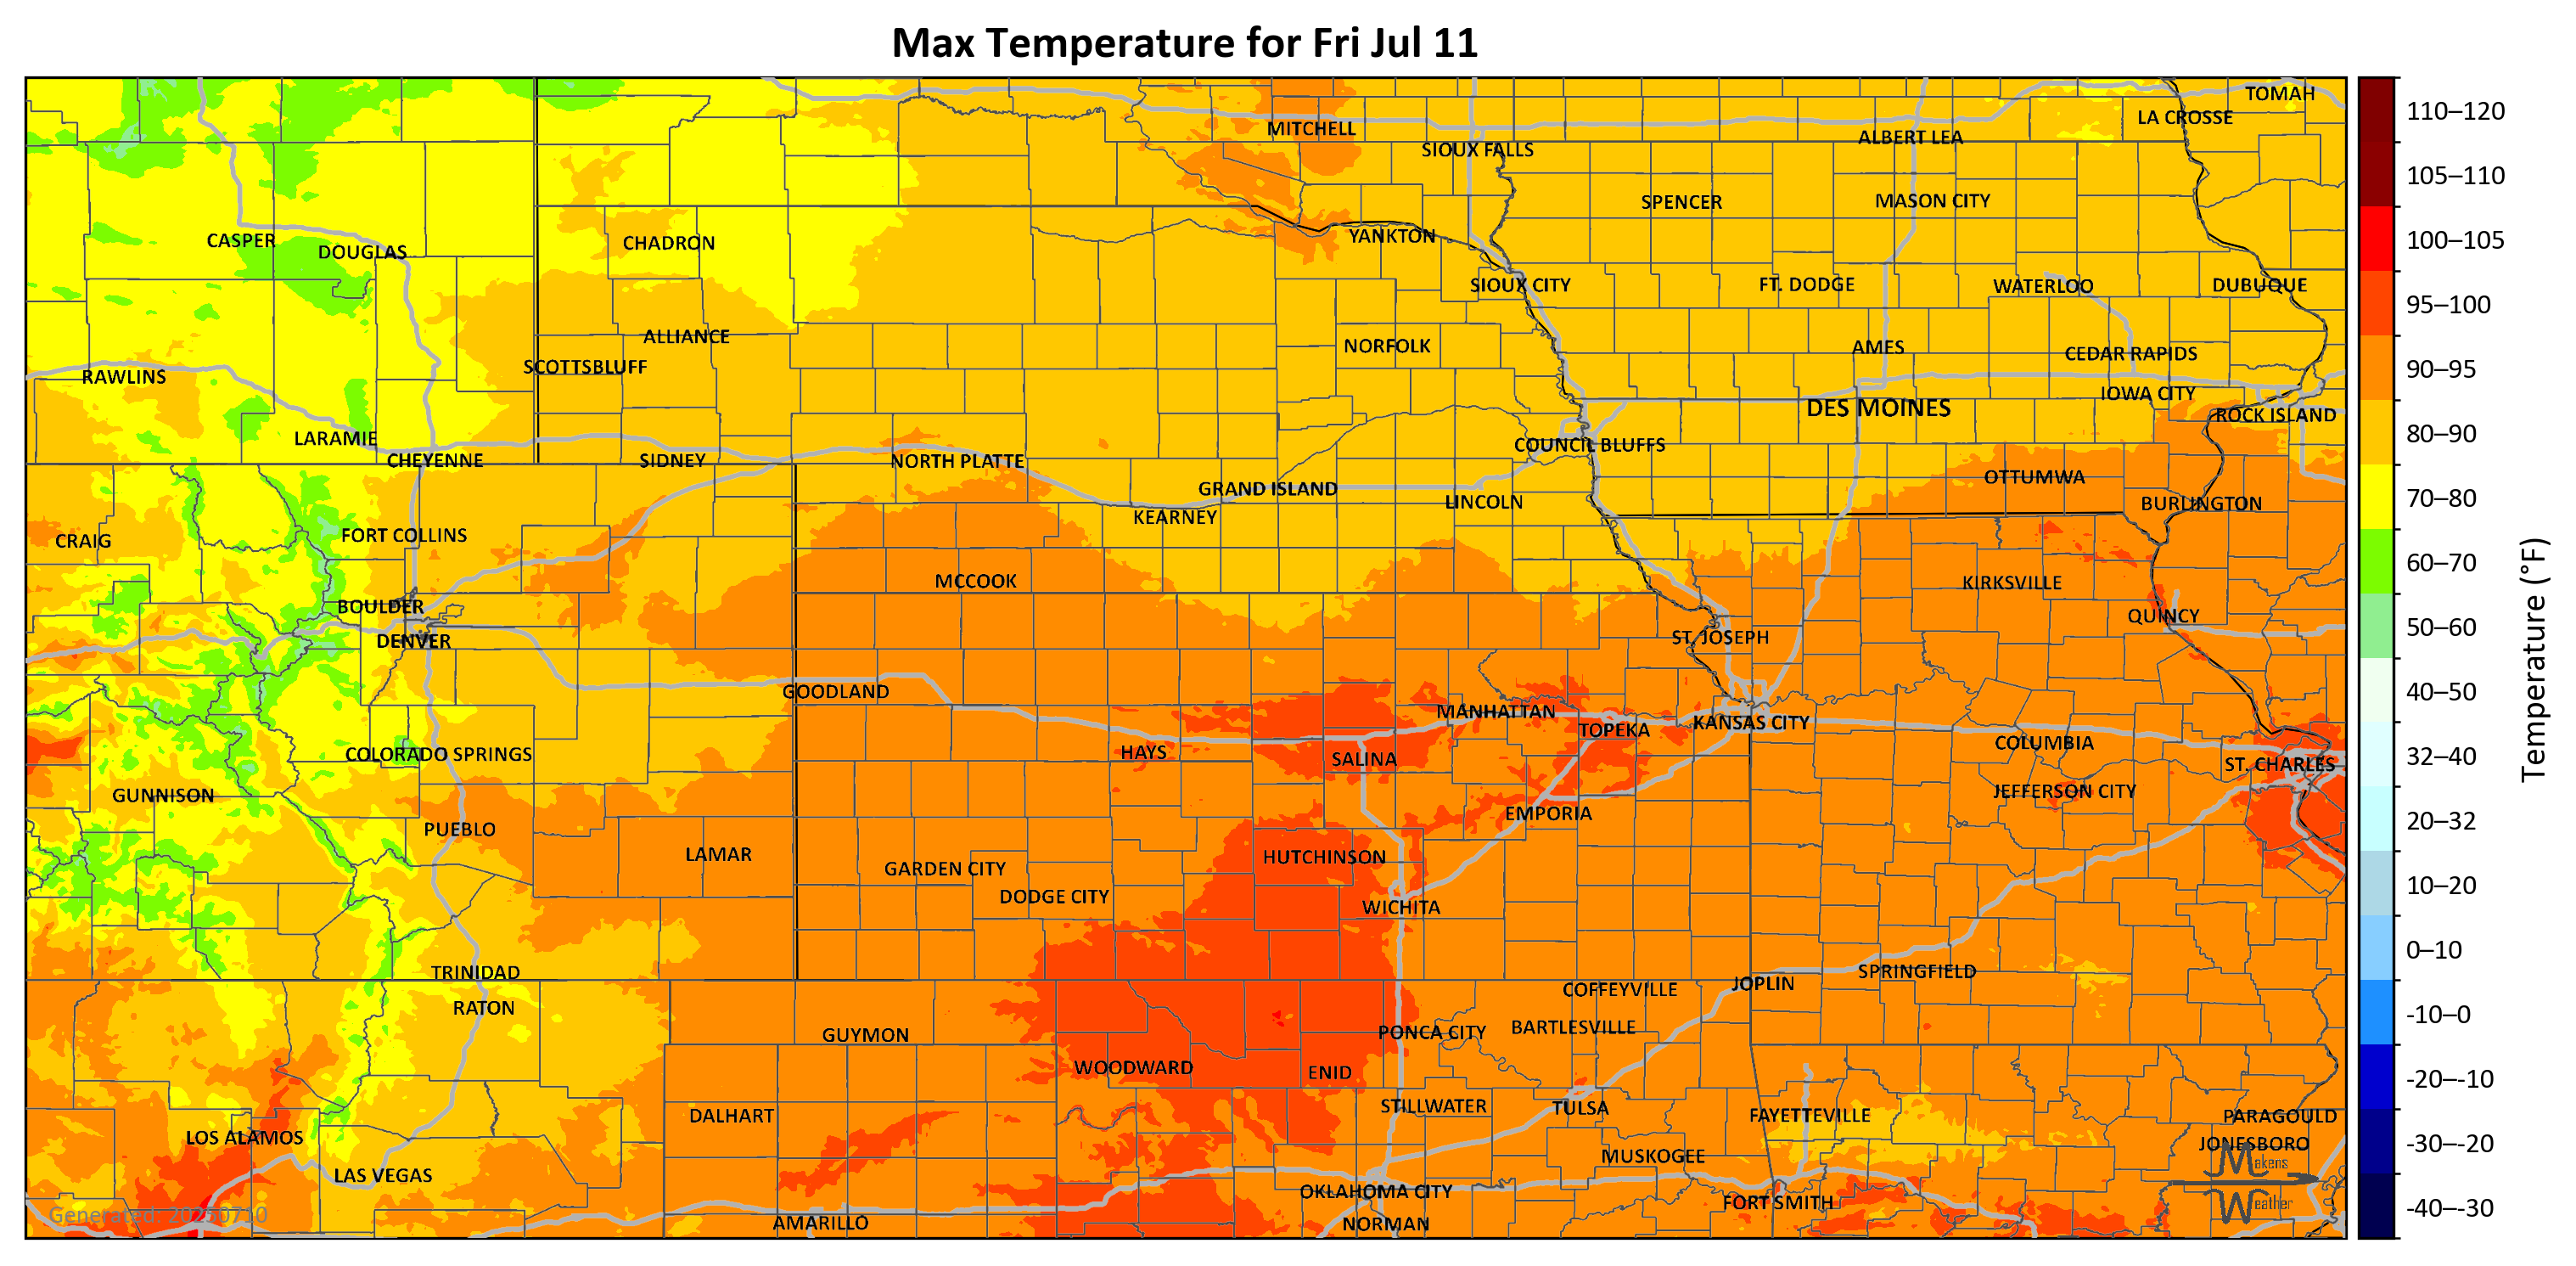 Max Temperature for Fri Jul 11
TOMAH
LA CROSSE
MITCHELL
ALBERT LEA
SIOUX FALLS
SPENCER
MASON CITY
CASPER
DOUGLAS
CHADRON
YANKTON
SIOUX CITY
FT. DODGE
WATERLOO
DUBUQUE
ALLIANCE
NORFOLK
AMES
CEDAR RAPIDS
SCOTTSBLUFF
RAWLINS
IOWA CITY
DES MOINES
ROCK ISLAND
LARAMIE
COUNCIL BLUFFS
CHEYENNE
SIDNEY
NORTH PLATTE
OTTUMWA
GRAND ISLAND
LINCOLN
BURLINGTON
KEARNEY
FORT COLLINS
CRAIG
MCCOOK
KIRKSVILLE
BOULDER
QUINCY
DENVER
ST. JOSEPH
GOODLAND
MANHATTAN
KANSAS CITY
TOPEKA
COLUMBIA
COLORADO SPRINGS
HAYS
SALINA
ST. CHARLES
GUNNISON
JEFFERSON CITY
EMPORIA
PUEBLO
LAMAR
HUTCHINSON
GARDEN CITY
DODGE CITY
WICHITA
TRINIDAD
SPRINGFIELD
JOPLIN
COFFEYVILLE
RATON
GUYMON
PONCA CITY
BARTLESVILLE
WOODWARD
ENID
STILLWATER
TULSA
DALHART
FAYETTEVILLE
PARAGOULD
LOS ALAMOS
JONESBORO
MUSKOGEE
LAS VEGAS
OKLAHOMA CITY
FORT SMITH
AMARILLO
NORMAN
Generated: 20250710
Makens
Weather
110–120
105–110
100–105
95–100
90–95
80–90
70–80
60–70
50–60
40–50
32–40
20–32
10–20
0–10
-10–0
-20–-10
-30–-20
-40–-30
Temperature (°F)